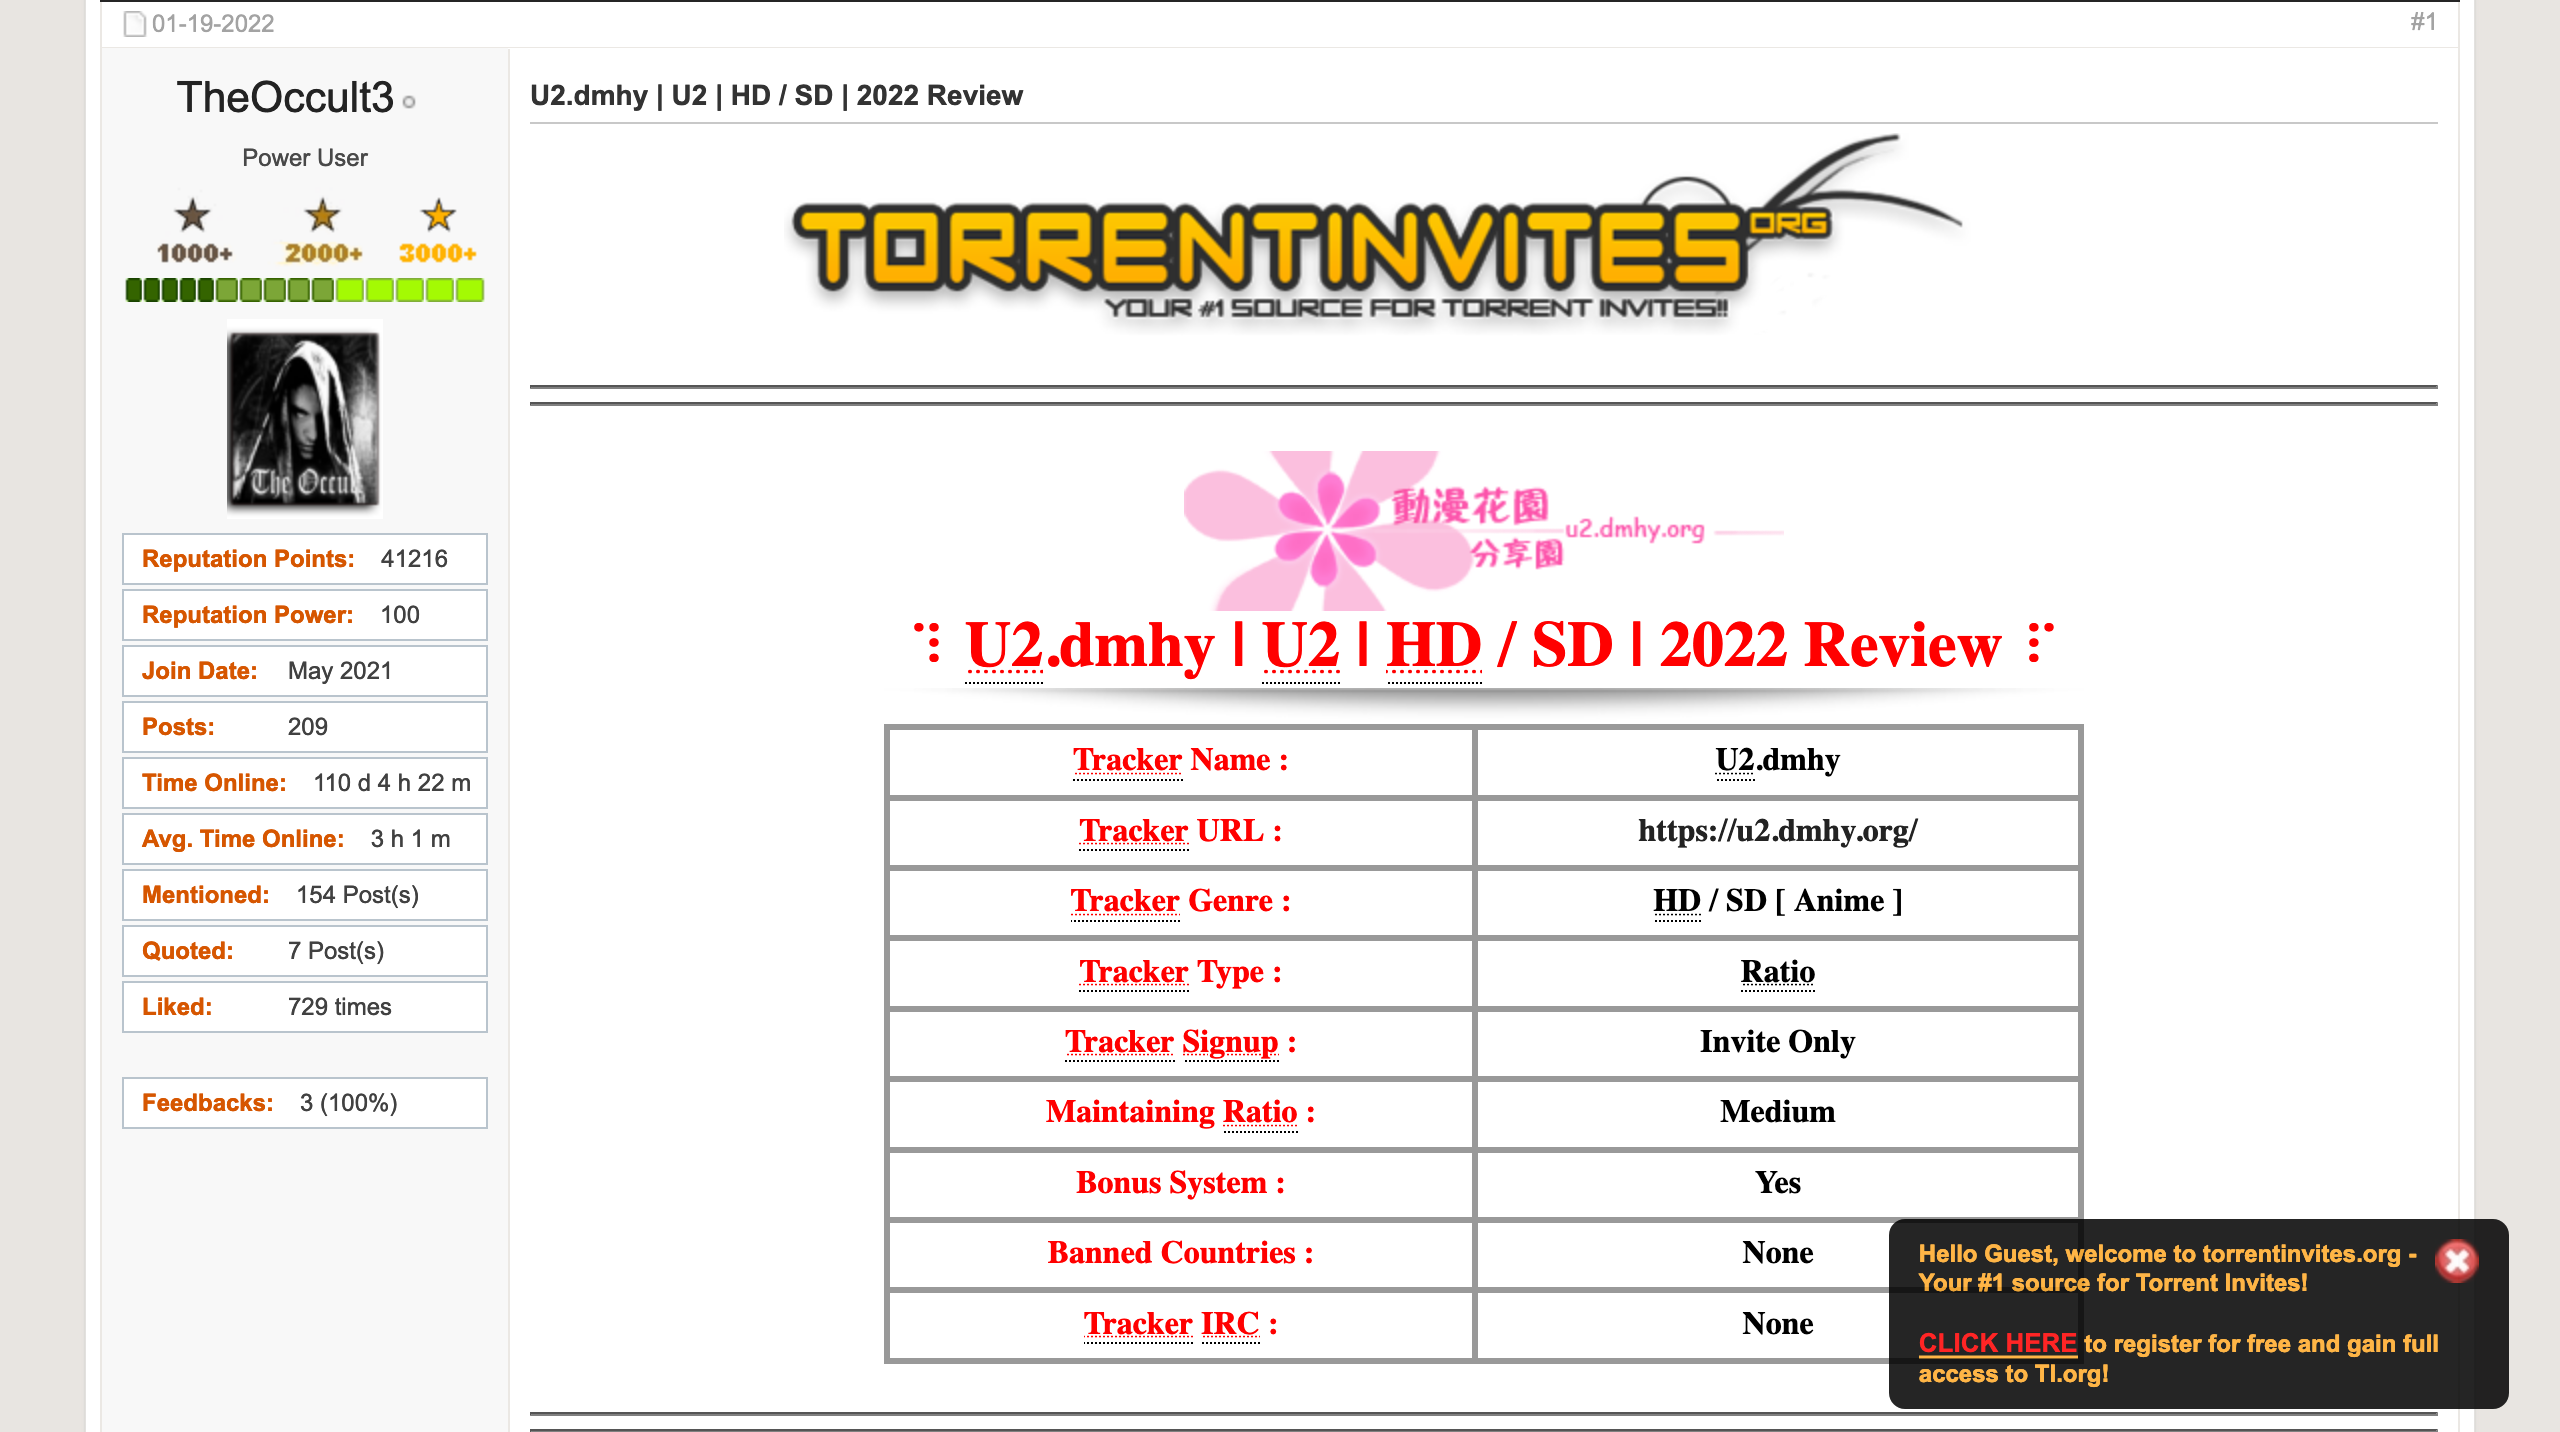 01-19-2022
#1
TheOccult3
Power User
1000+ 2000+ 3000+
The Occu
Reputation Points: 41216
Reputation Power: 100
Join Date: May 2021
Posts: 209
Time Online: 110 d 4 h 22 m
Avg. Time Online: 3 h 1 m
Mentioned: 154 Post(s)
Quoted: 7 Post(s)
Liked: 729 times
Feedbacks: 3 (100%)
U2.dmhy | U2 | HD / SD | 2022 Review
TORRENTINVITES ORG
YOUR #1 SOURCE FOR TORRENT INVITES!!
動漫花園
u2.dmhy.org
分享園
⠹ U2.dmhy | U2 | HD / SD | 2022 Review ⠏
Tracker Name : U2.dmhy
Tracker URL : https://u2.dmhy.org/
Tracker Genre : HD / SD [ Anime ]
Tracker Type : Ratio
Tracker Signup : Invite Only
Maintaining Ratio : Medium
Bonus System : Yes
Banned Countries : None
Tracker IRC : None
Hello Guest, welcome to torrentinvites.org -
Your #1 source for Torrent Invites!
CLICK HERE to register for free and gain full
access to TI.org!